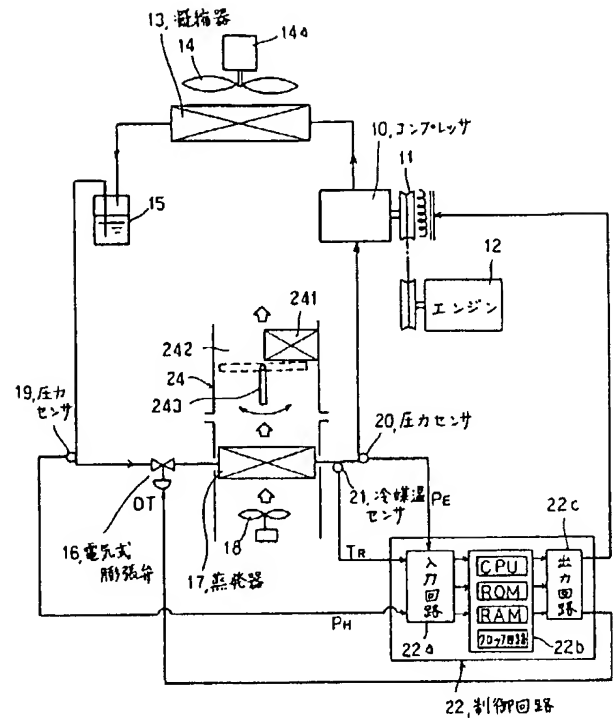 13,凝縮器
14a
14
10,コンプレッサ
11
15
12
エンジン
241
242
24
243
19,圧力
センサ
20,圧力センサ
21,冷媒温
センサ
PE
OT
16,電気式
膨張弁
18
17,蒸発器
TR
PH
22c
入力回路
CPU
ROM
RAM
クロック回路
出力回路
22a
22b
22,制御回路